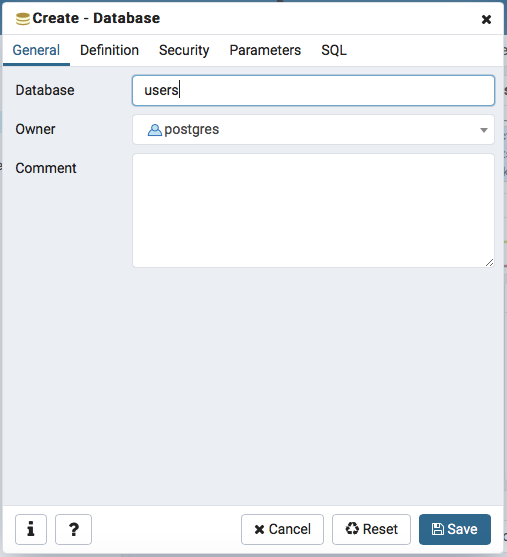 Create - Database
General Definition Security Parameters SQL
Database users
Owner postgres
Comment
i ? Cancel Reset Save